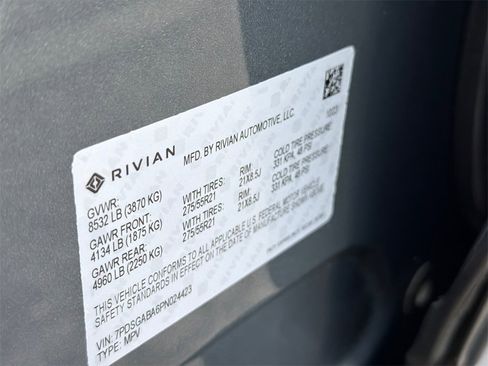 RIVIAN MFD. BY RIVIAN AUTOMOTIVE, LLC. 10/23
GVWR:
8532 LB (3870 KG)
GAWR FRONT: WITH TIRES: RIM: COLD TIRE PRESSURE:
4134 LB (1875 KG) 275/55R21 21X8.5J 331 KPA, 48 PSI
GAWR REAR: WITH TIRES: RIM: COLD TIRE PRESSURE:
4960 LB (2250 KG) 275/55R21 21X8.5J 331 KPA, 48 PSI
THIS VEHICLE CONFORMS TO ALL APPLICABLE U.S. FEDERAL MOTOR VEHICLE
SAFETY STANDARDS IN EFFECT ON THE DATE OF MANUFACTURE SHOWN ABOVE.
VIN: 7PDSGABA6PN024423
TYPE: MPV